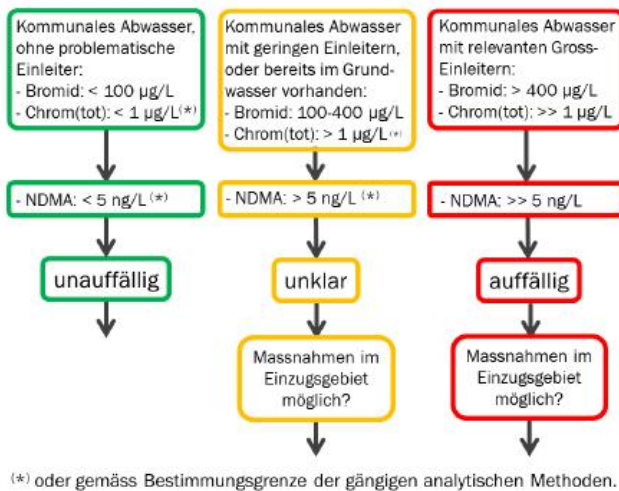 Kommunales Abwasser,
ohne problematische
Einleiter:
- Bromid: < 100 µg/L
- Chrom(tot): < 1 µg/L(*)
Kommunales Abwasser
mit geringen Einleitern,
oder bereits im Grund-
wasser vorhanden:
- Bromid: 100-400 µg/L
- Chrom(tot): > 1 µg/L(*)
Kommunales Abwasser
mit relevanten Gross-
Einleitern:
- Bromid: > 400 µg/L
- Chrom(tot): >> 1 µg/L
- NDMA: < 5 ng/L (*)
- NDMA: > 5 ng/L (*)
- NDMA: >> 5 ng/L
unauffällig
unklar
auffällig
Massnahmen im
Einzugsgebiet
möglich?
Massnahmen im
Einzugsgebiet
möglich?
(*) oder gemäss Bestimmungsgrenze der gängigen analytischen Methoden.